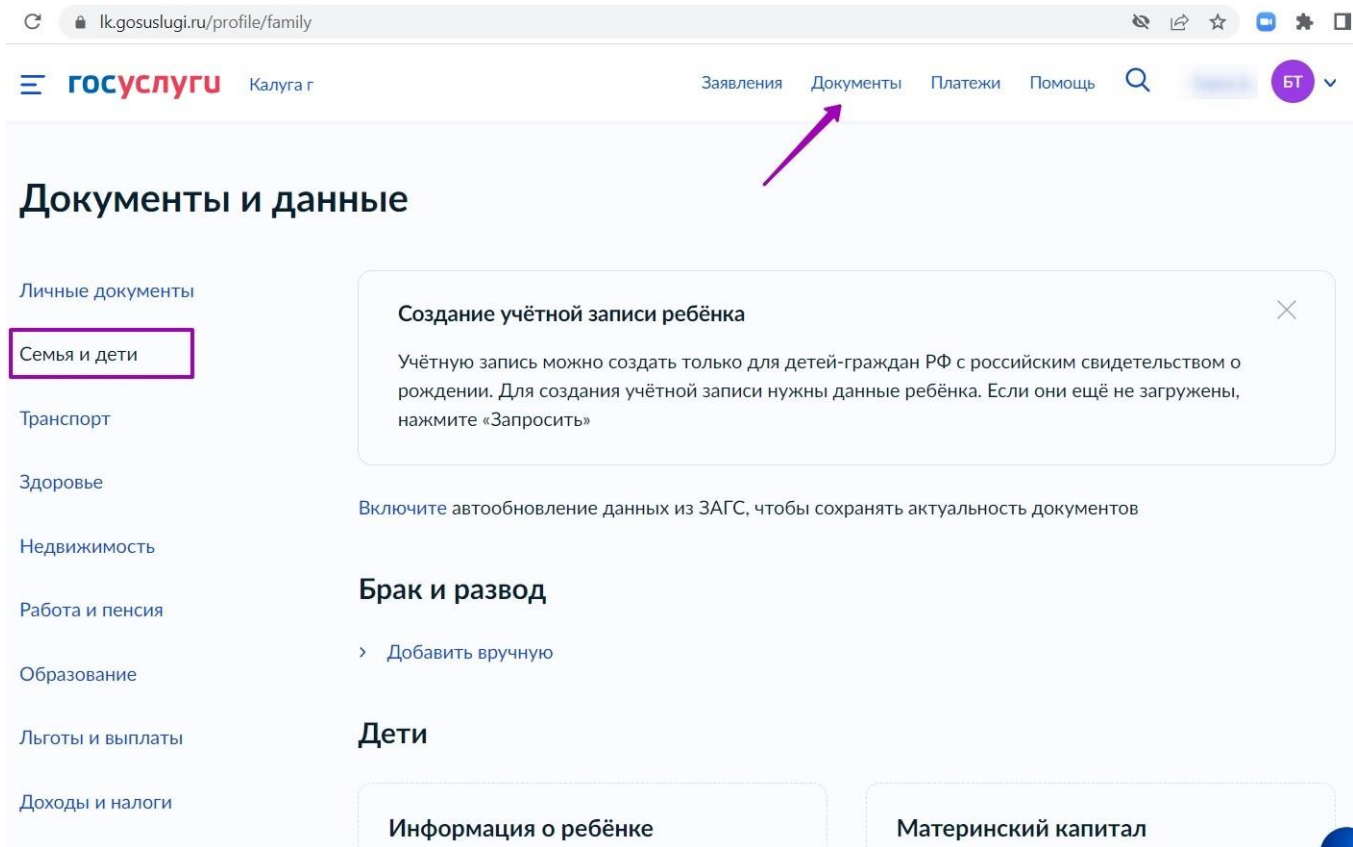 lk.gosuslugi.ru/profile/family
госуслуги Калуга г Заявления Документы Платежи Помощь БТ
Документы и данные
Личные документы
Семья и дети
Транспорт
Здоровье
Недвижимость
Работа и пенсия
Образование
Льготы и выплаты
Доходы и налоги
Создание учётной записи ребёнка
Учётную запись можно создать только для детей-граждан РФ с российским свидетельством о
рождении. Для создания учётной записи нужны данные ребёнка. Если они ещё не загружены,
нажмите «Запросить»
Включите автообновление данных из ЗАГС, чтобы сохранять актуальность документов
Брак и развод
Добавить вручную
Дети
Информация о ребёнке
Материнский капитал